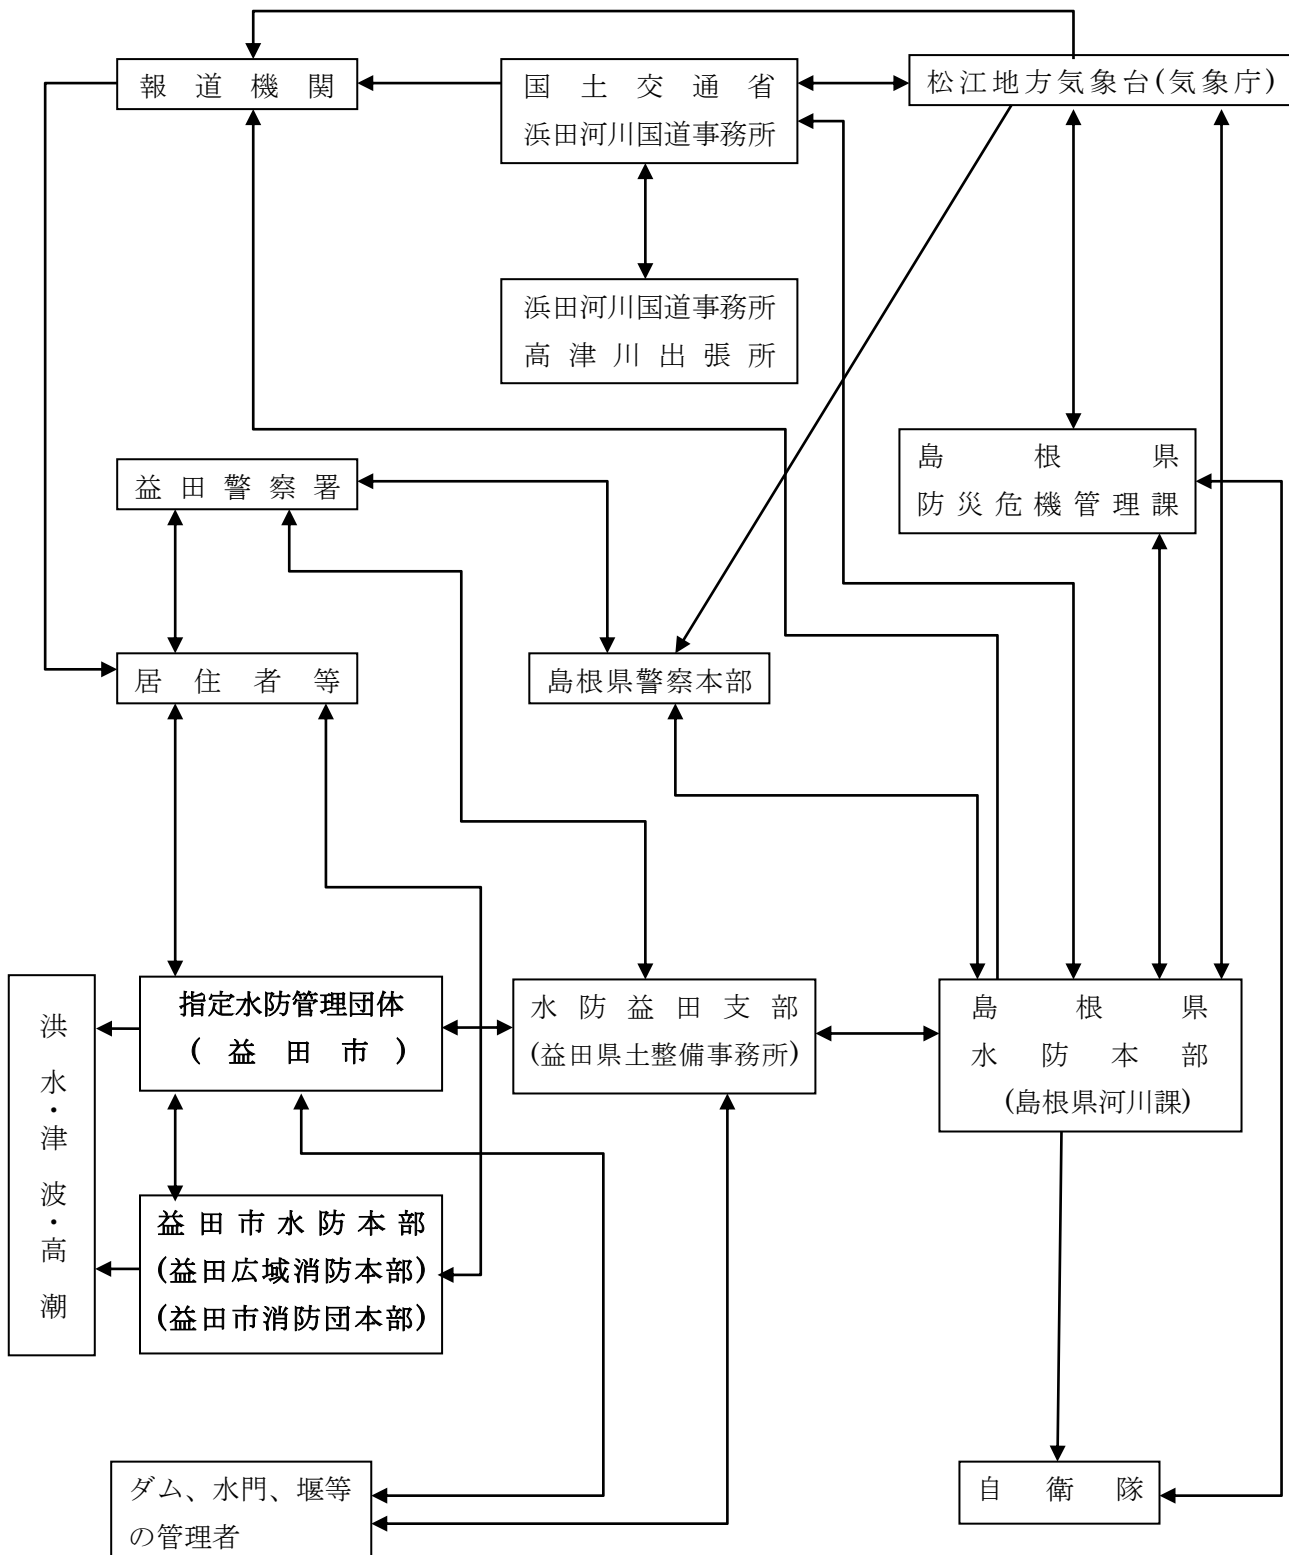 報道機関
国土交通省
浜田河川国道事務所
松江地方気象台(気象庁)
浜田河川国道事務所
高津川出張所
島根県
防災危機管理課
益田警察署
居住者等
島根県警察本部
洪水・津波・高潮
指定水防管理団体
(益田市)
水防益田支部
(益田県土整備事務所)
島根県
水防本部
(島根県河川課)
益田市水防本部
(益田広域消防本部)
(益田市消防団本部)
ダム、水門、堰等
の管理者
自衛隊